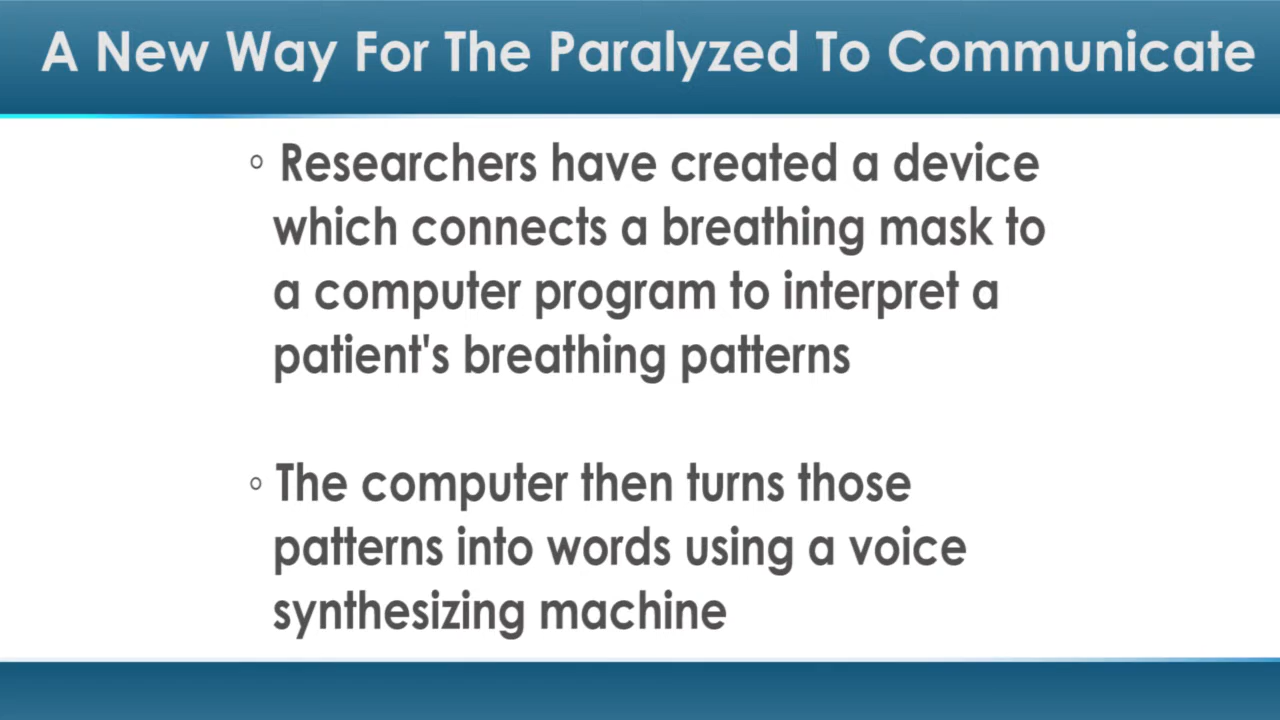 A New Way For The Paralyzed To Communicate
◦ Researchers have created a device
which connects a breathing mask to
a computer program to interpret a
patient's breathing patterns
◦ The computer then turns those
patterns into words using a voice
synthesizing machine